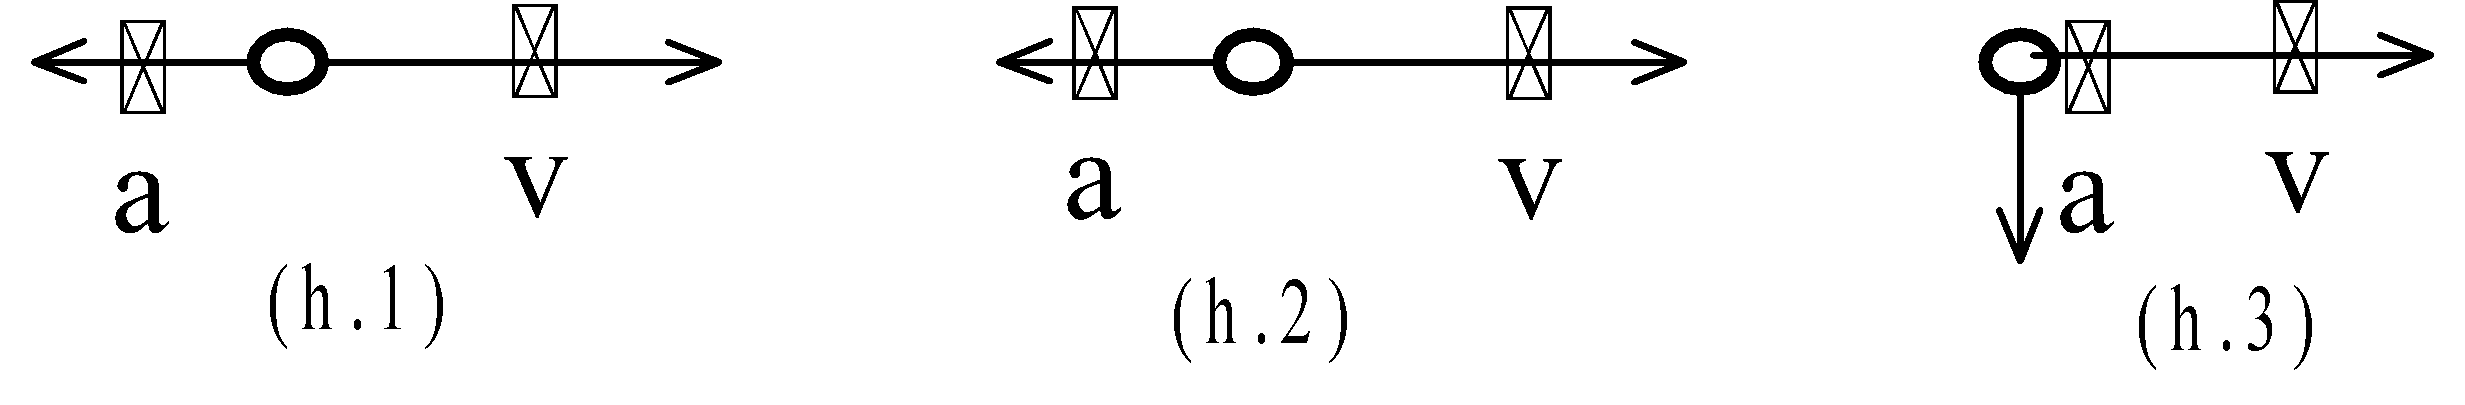 a v
a v
a v
(h.1) (h.2) (h.3)